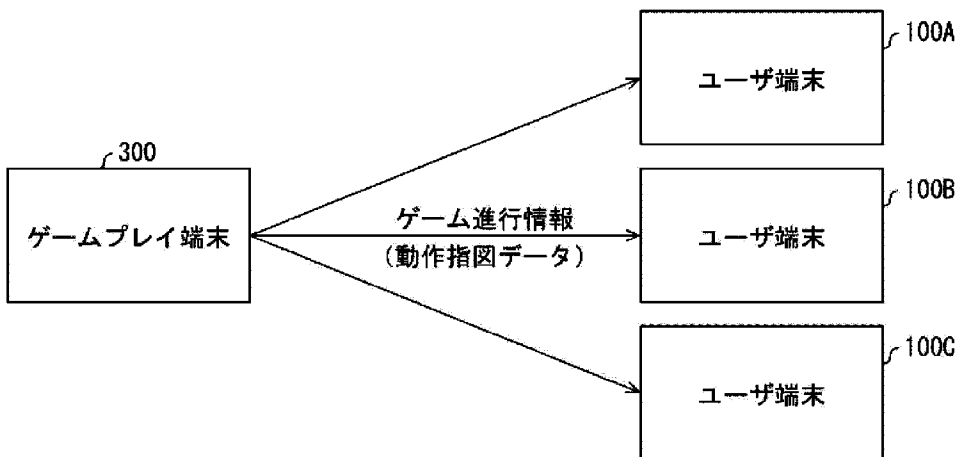 100A
ユーザ端末
300
ゲームプレイ端末
100B
ユーザ端末
ゲーム進行情報
(動作指図データ)
100C
ユーザ端末